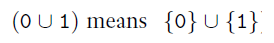 (0 ∪ 1) means {0} ∪ {1}